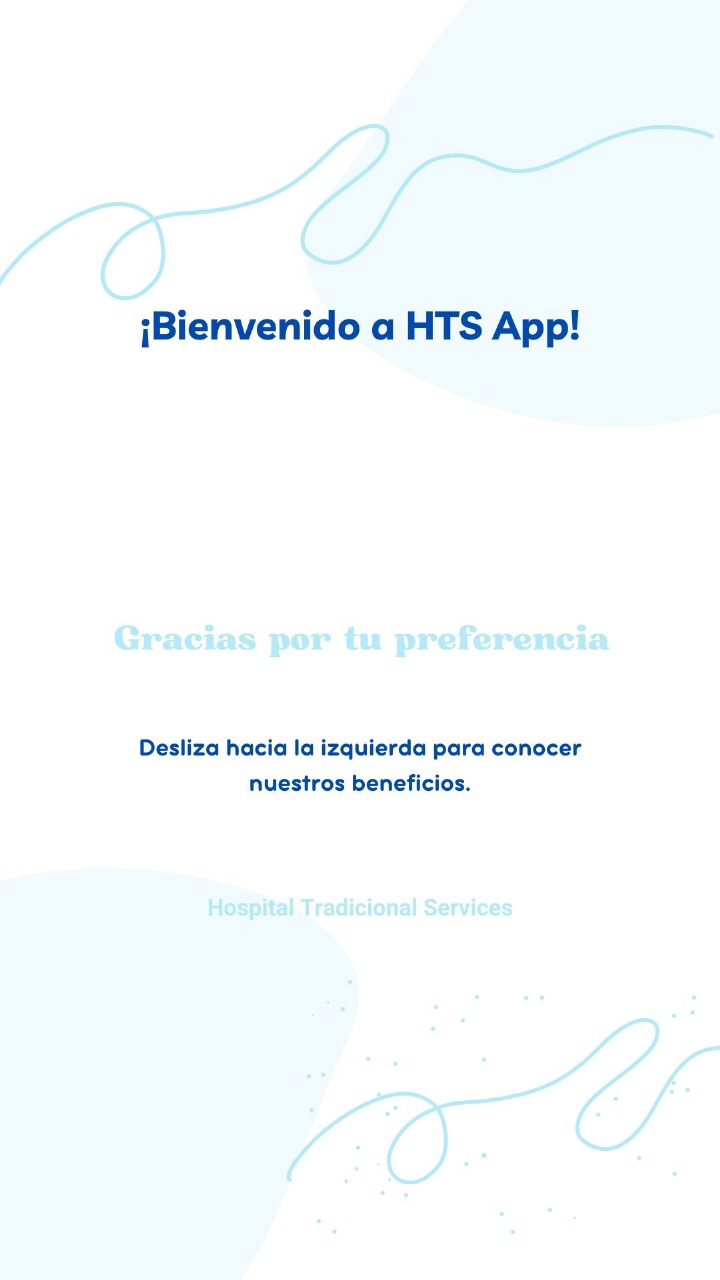 ¡Bienvenido a HTS App!
Gracias por tu preferencia
Desliza hacia la izquierda para conocer
nuestros beneficios.
Hospital Tradicional Services